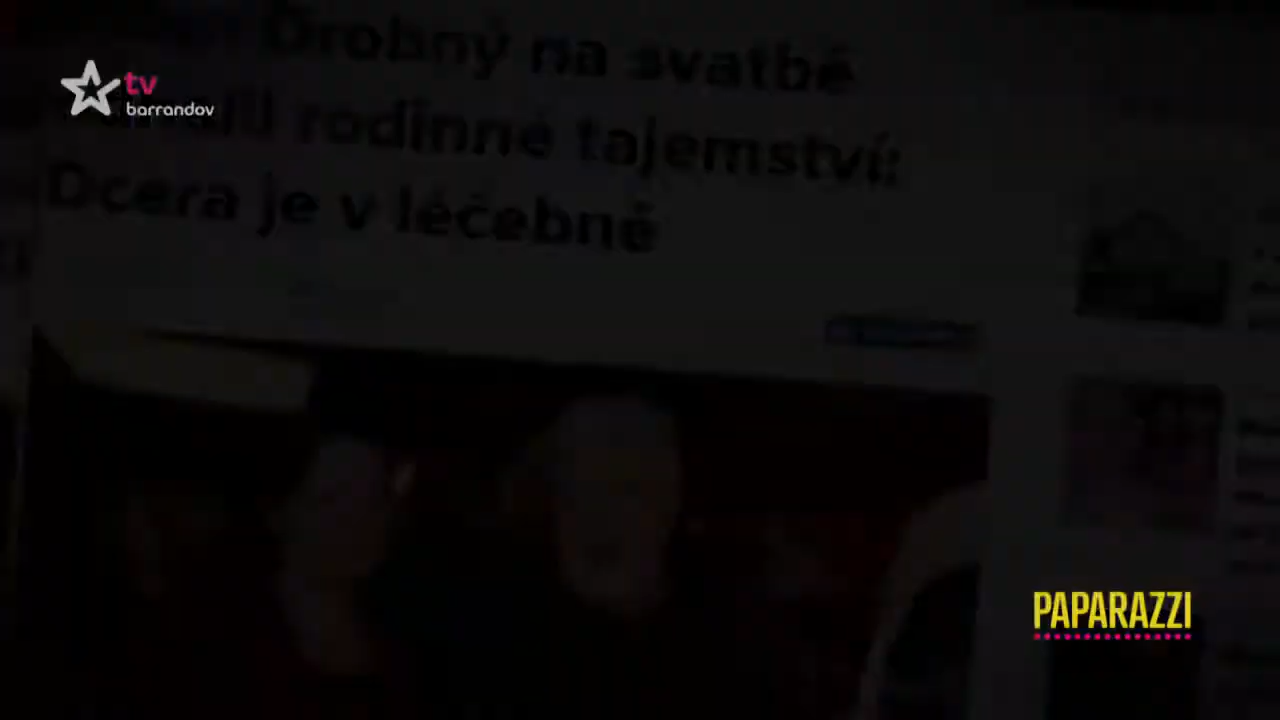 Drobný na svatbě
tv
barrandov
rodinné tajemství:
Dcera je v léčebně
PAPARAZZI